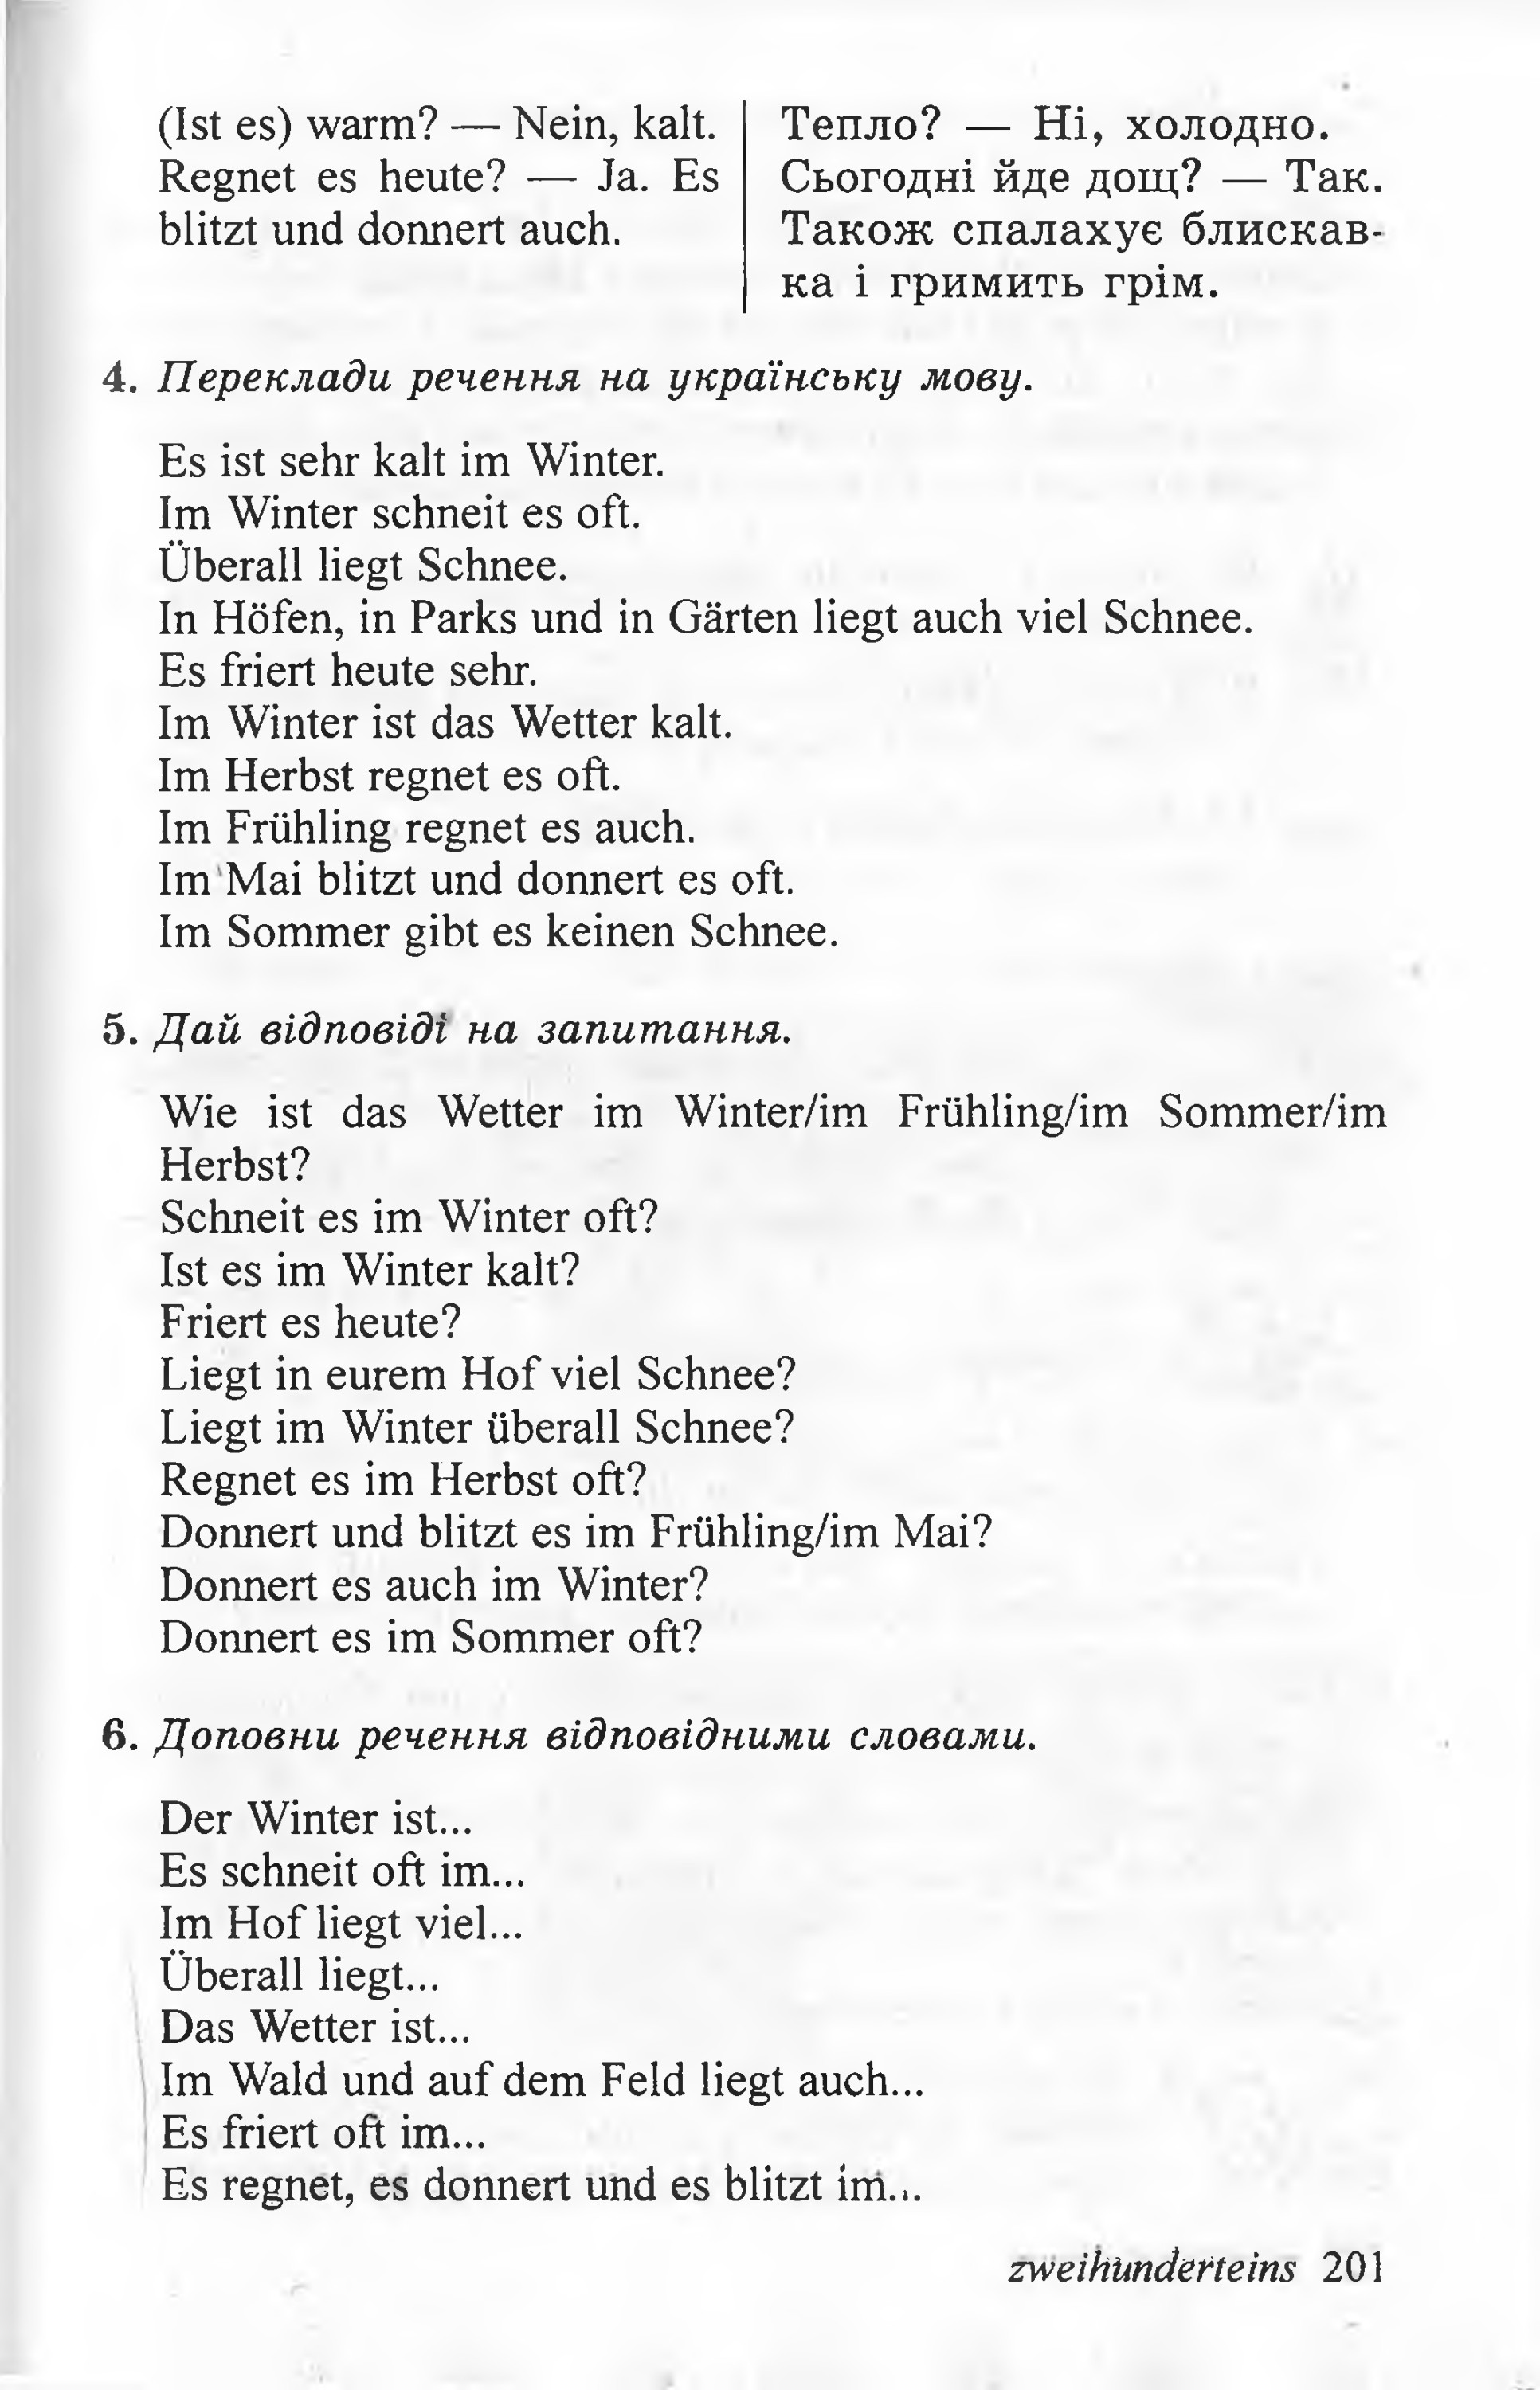 (Ist es) warm? — Nein, kalt.
Regnet es heute? — Ja. Es
blitzt und donnert auch.
Тепло? — Ні, холодно.
Сьогодні йде дощ? — Так.
Також спалахує блискав-
ка і гримить грім.
4. Переклади речення на українську мову.
Es ist sehr kalt im Winter.
Im Winter schneit es oft.
Überall liegt Schnee.
In Höfen, in Parks und in Gärten liegt auch viel Schnee.
Es friert heute sehr.
Im Winter ist das Wetter kalt.
Im Herbst regnet es oft.
Im Frühling regnet es auch.
Im Mai blitzt und donnert es oft.
Im Sommer gibt es keinen Schnee.
5. Дай відповіді на запитання.
Wie ist das Wetter im Winter/im Frühling/im Sommer/im
Herbst?
Schneit es im Winter oft?
Ist es im Winter kalt?
Friert es heute?
Liegt in eurem Hof viel Schnee?
Liegt im Winter überall Schnee?
Regnet es im Herbst oft?
Donnert und blitzt es im Frühling/im Mai?
Donnert es auch im Winter?
Donnert es im Sommer oft?
6. Доповни речення відповідними словами.
Der Winter ist...
Es schneit oft im...
Im Hof liegt viel...
Überall liegt...
Das Wetter ist...
Im Wald und auf dem Feld liegt auch...
Es friert oft im...
Es regnet, es donnert und es blitzt im...
zweihunderteins 201